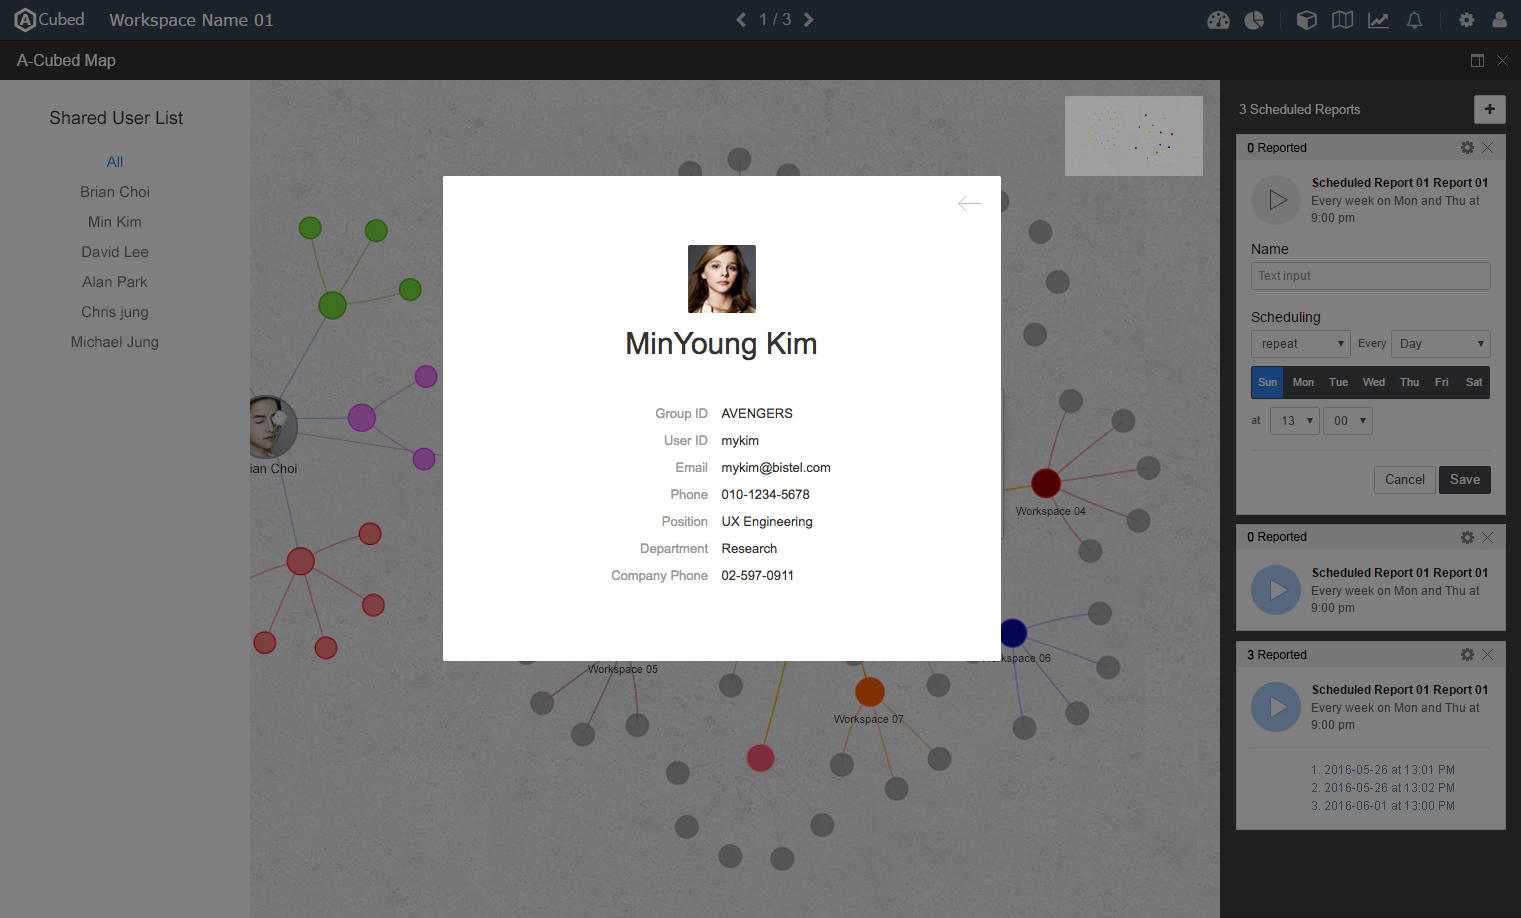 A Cubed
Workspace Name 01
1 / 3
A-Cubed Map
Shared User List
All
Brian Choi
Min Kim
David Lee
Alan Park
Chris jung
Michael Jung
ian Choi
MinYoung Kim
Group ID AVENGERS
User ID mykim
Email mykim@bistel.com
Phone 010-1234-5678
Position UX Engineering
Department Research
Company Phone 02-597-0911
Workspace 04
Workspace 05
kspace 06
Workspace 07
3 Scheduled Reports
+
0 Reported
Scheduled Report 01 Report 01
Every week on Mon and Thu at
9:00 pm
Name
Text input
Scheduling
repeat Every Day
Sun Mon Tue Wed Thu Fri Sat
at 13 00
Cancel Save
0 Reported
Scheduled Report 01 Report 01
Every week on Mon and Thu at
9:00 pm
3 Reported
Scheduled Report 01 Report 01
Every week on Mon and Thu at
9:00 pm
1. 2016-05-26 at 13:01 PM
2. 2016-05-26 at 13:02 PM
3. 2016-06-01 at 13:00 PM